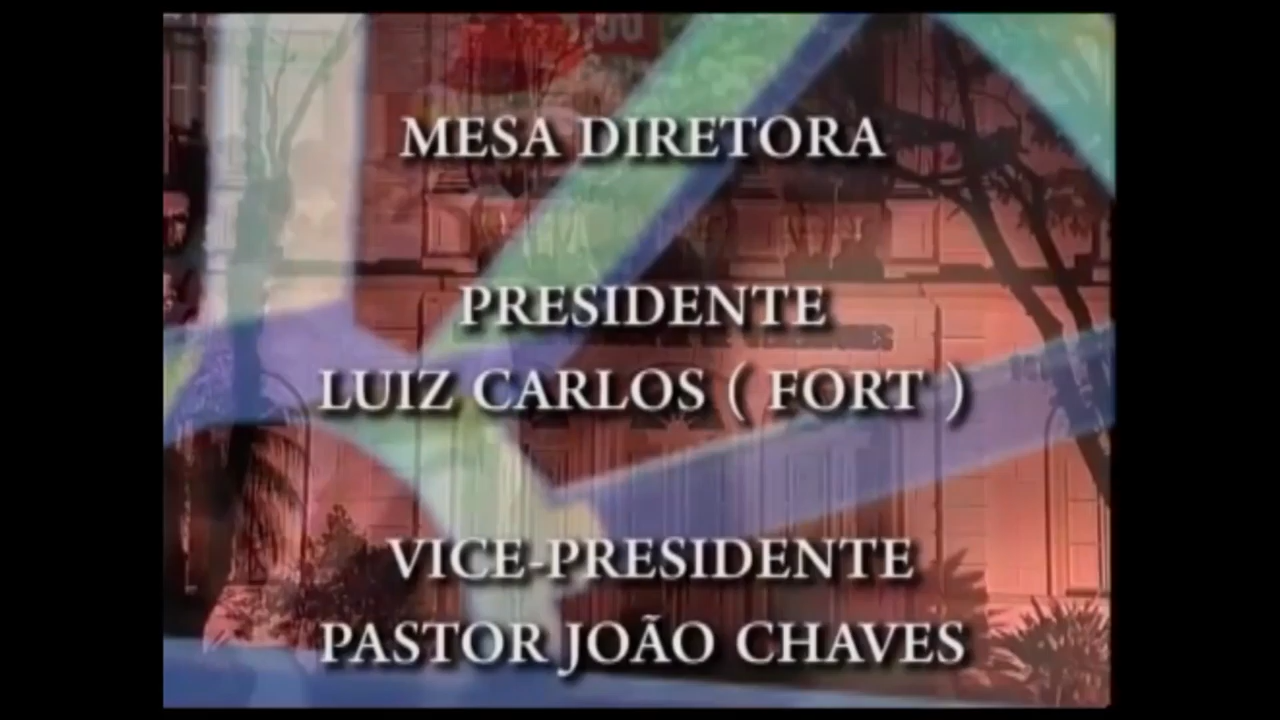 MESA DIRETORA
PRESIDENTE
LUIZ CARLOS ( FORT )
VICE-PRESIDENTE
PASTOR JOÃO CHAVES